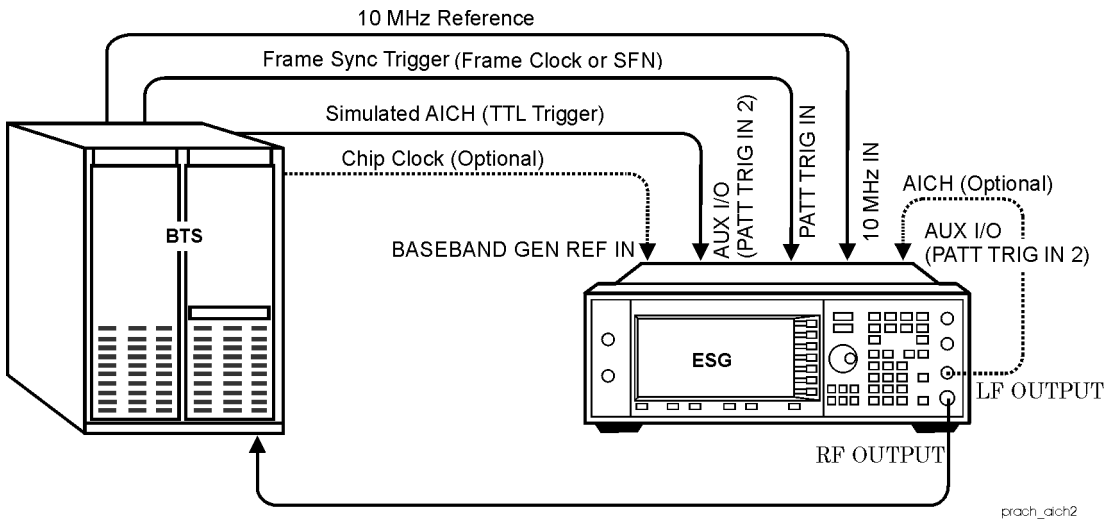 10 MHz Reference
Frame Sync Trigger (Frame Clock or SFN)
Simulated AICH (TTL Trigger)
Chip Clock (Optional)
BASEBAND GEN REF IN
AUX I/O
(PATT TRIG IN 2)
PATT TRIG IN
10 MHz IN
AICH (Optional)
AUX I/O
(PATT TRIG IN 2)
BTS
ESG
LF OUTPUT
RF OUTPUT
prach_aich2